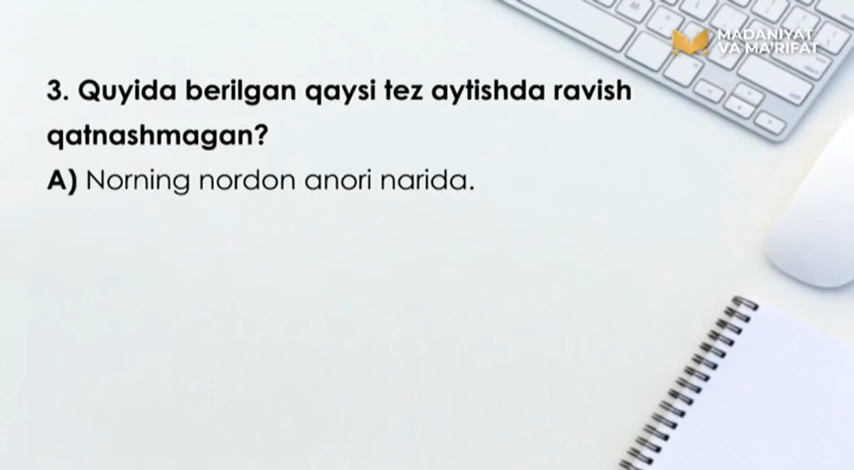 MADANIYAT
VA MA'RIFAT
3. Quyida berilgan qaysi tez aytishda ravish
qatnashmagan?
A) Norning nordon anori narida.